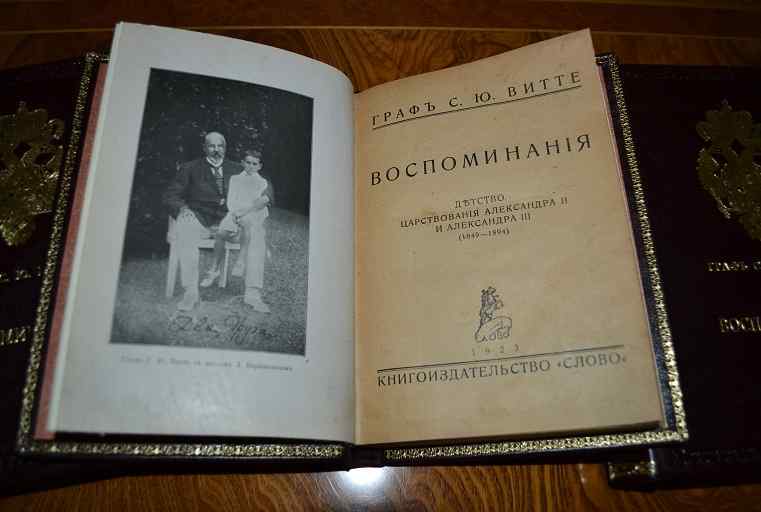 ГРАФЪ С. Ю. ВИТТЕ
ВОСПОМИНАНІЯ
ДѢТСТВО.
ЦАРСТВОВАНІЯ АЛЕКСАНДРА II
И АЛЕКСАНДРА III
(1849—1894)
СЛОВО
1923
КНИГОИЗДАТЕЛЬСТВО «СЛОВО»